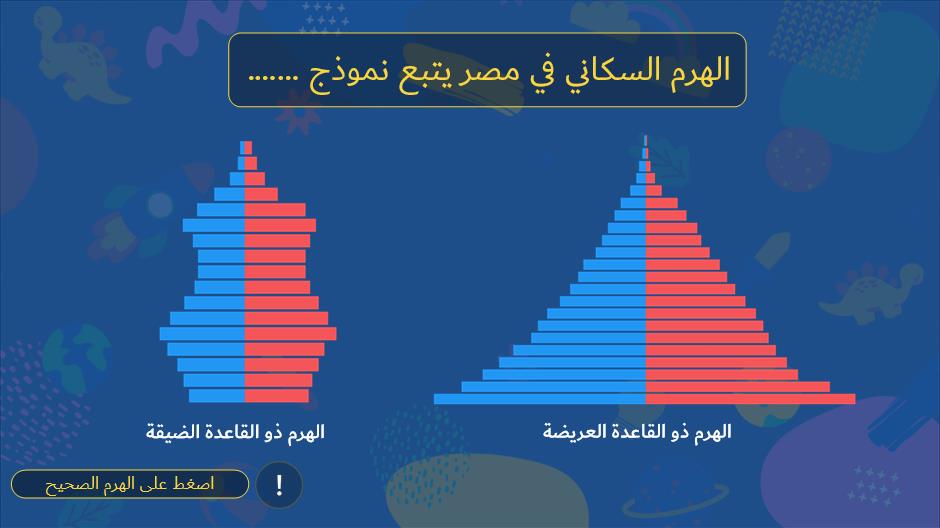 الهرم السكاني في مصر يتبع نموذج .......
الهرم ذو القاعدة العريضة
الهرم ذو القاعدة الضيقة
!
اضغط على الهرم الصحيح